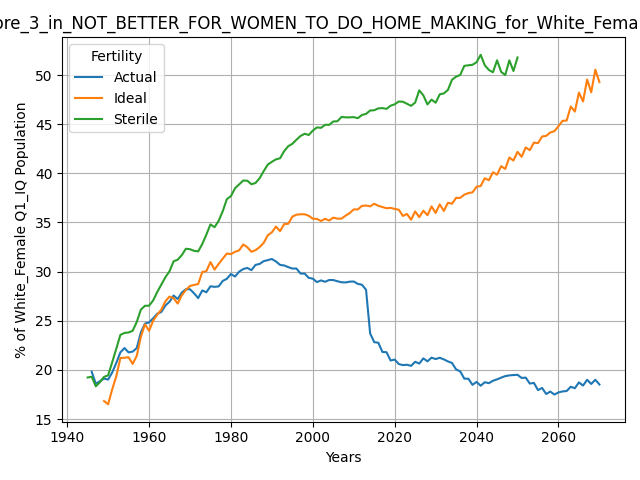 ore_3_in_NOT_BETTER_FOR_WOMEN_TO_DO_HOME_MAKING_for_White_Fema
Fertility
Actual
Ideal
Sterile
% of White_Female Q1_IQ Population
50
45
40
35
30
25
20
15
1940
1960
1980
2000
2020
2040
2060
Years